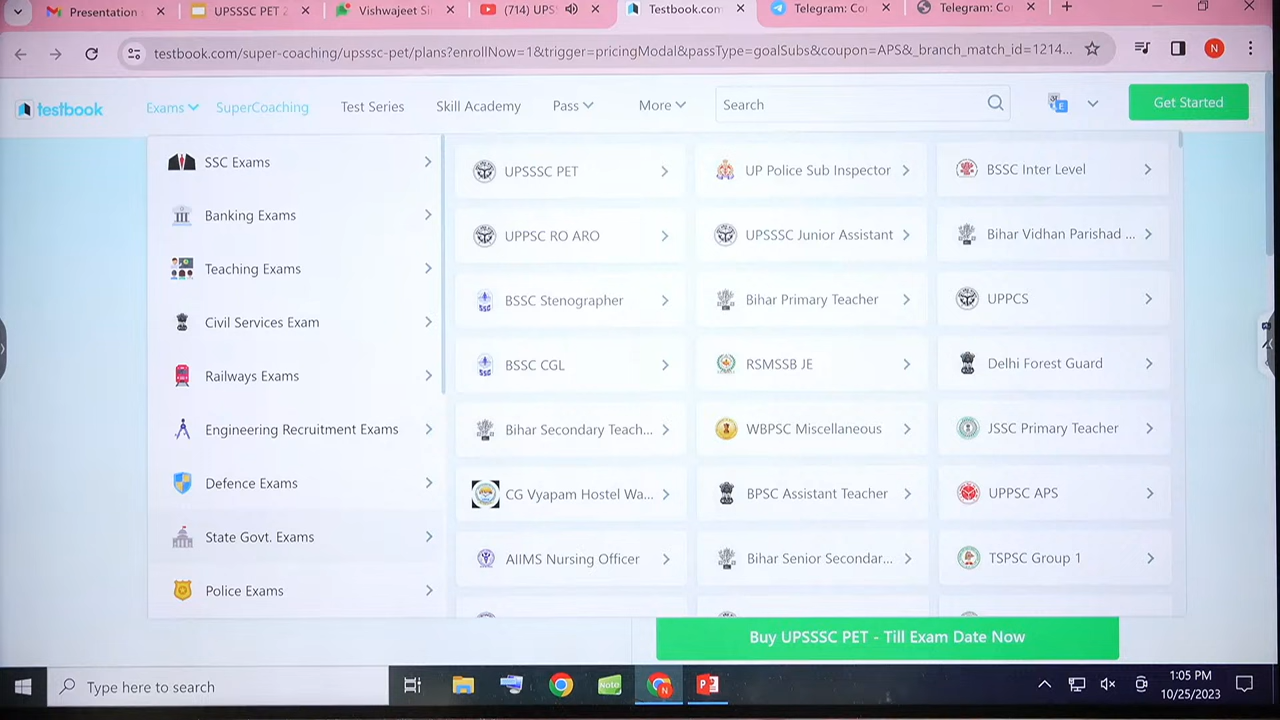 Presentation
UPSSSC PET 2
Vishwajeet Si
(714) UPS
Testbook.com
Telegram: Co
Telegram: Co
testbook.com/super-coaching/upsssc-pet/plans?enrollNow=1&trigger=pricingModal&passType=goalSubs&coupon=APS&_branch_match_id=1214...
N
testbook
Exams
SuperCoaching
Test Series
Skill Academy
Pass
More
Search
Get Started
SSC Exams
Banking Exams
Teaching Exams
Civil Services Exam
Railways Exams
Engineering Recruitment Exams
Defence Exams
State Govt. Exams
Police Exams
UPSSSC PET
UP Police Sub Inspector
BSSC Inter Level
UPPSC RO ARO
UPSSSC Junior Assistant
Bihar Vidhan Parishad ...
BSSC Stenographer
Bihar Primary Teacher
UPPCS
BSSC CGL
RSMSSB JE
Delhi Forest Guard
Bihar Secondary Teach...
WBPSC Miscellaneous
JSSC Primary Teacher
CG Vyapam Hostel Wa...
BPSC Assistant Teacher
UPPSC APS
AIIMS Nursing Officer
Bihar Senior Secondar...
TSPSC Group 1
Buy UPSSSC PET - Till Exam Date Now
Type here to search
1:05 PM
10/25/2023